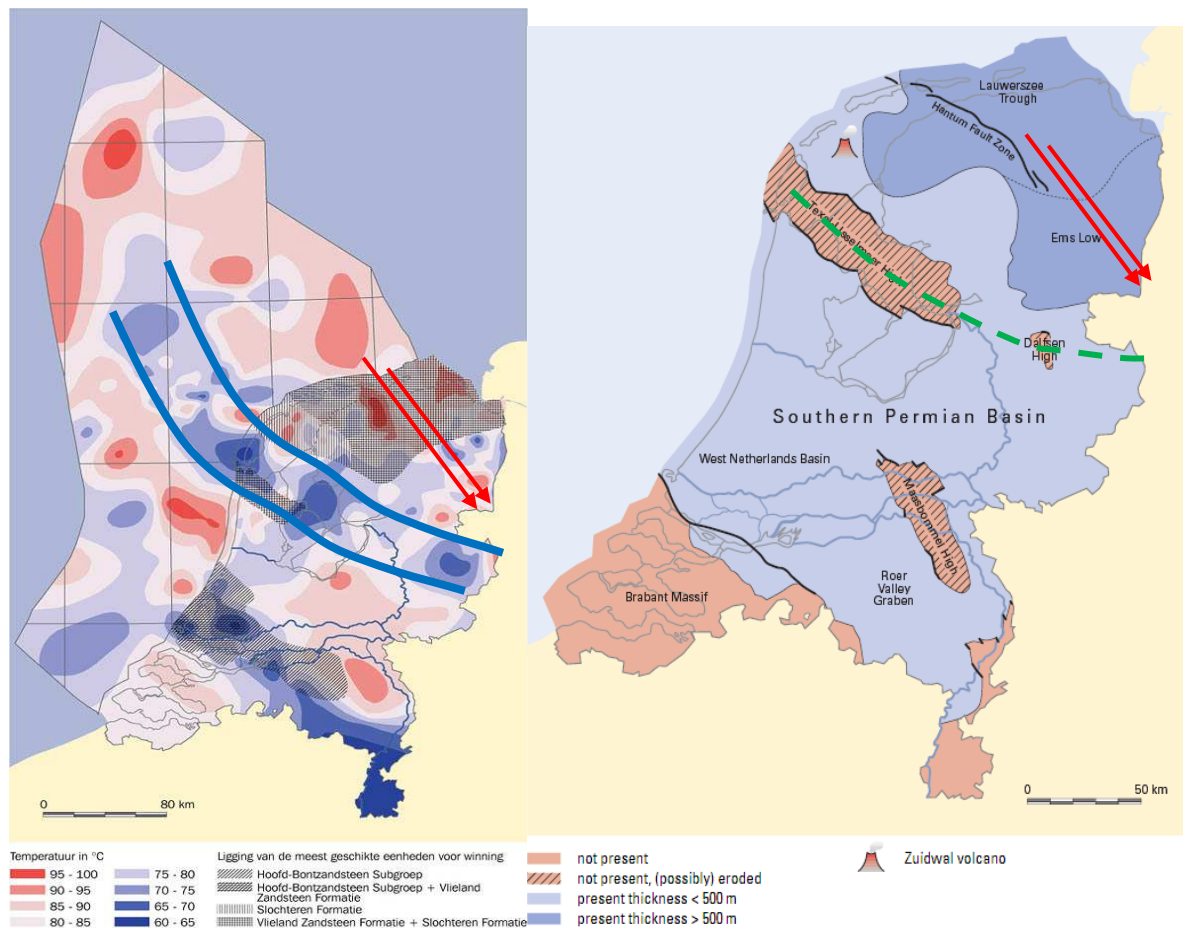 Lauwerszee
Trough
Hantum Fault Zone
Texel-IJsselmeer High
Ems Low
Dalfsen
High
Southern Permian Basin
West Netherlands Basin
Maasbommel High
Roer
Valley
Graben
Brabant Massif
0 80 km
0 50 km
Temperatuur in °C
95 - 100
90 - 95
85 - 90
80 - 85
75 - 80
70 - 75
65 - 70
60 - 65
Ligging van de meest geschikte eenheden voor winning
Hoofd-Bontzandsteen Subgroep
Hoofd-Bontzandsteen Subgroep + Vlieland
Zandsteen Formatie
Slochteren Formatie
Vlieland Zandsteen Formatie + Slochteren Formatie
not present
not present, (possibly) eroded
present thickness < 500 m
present thickness > 500 m
Zuidwal volcano